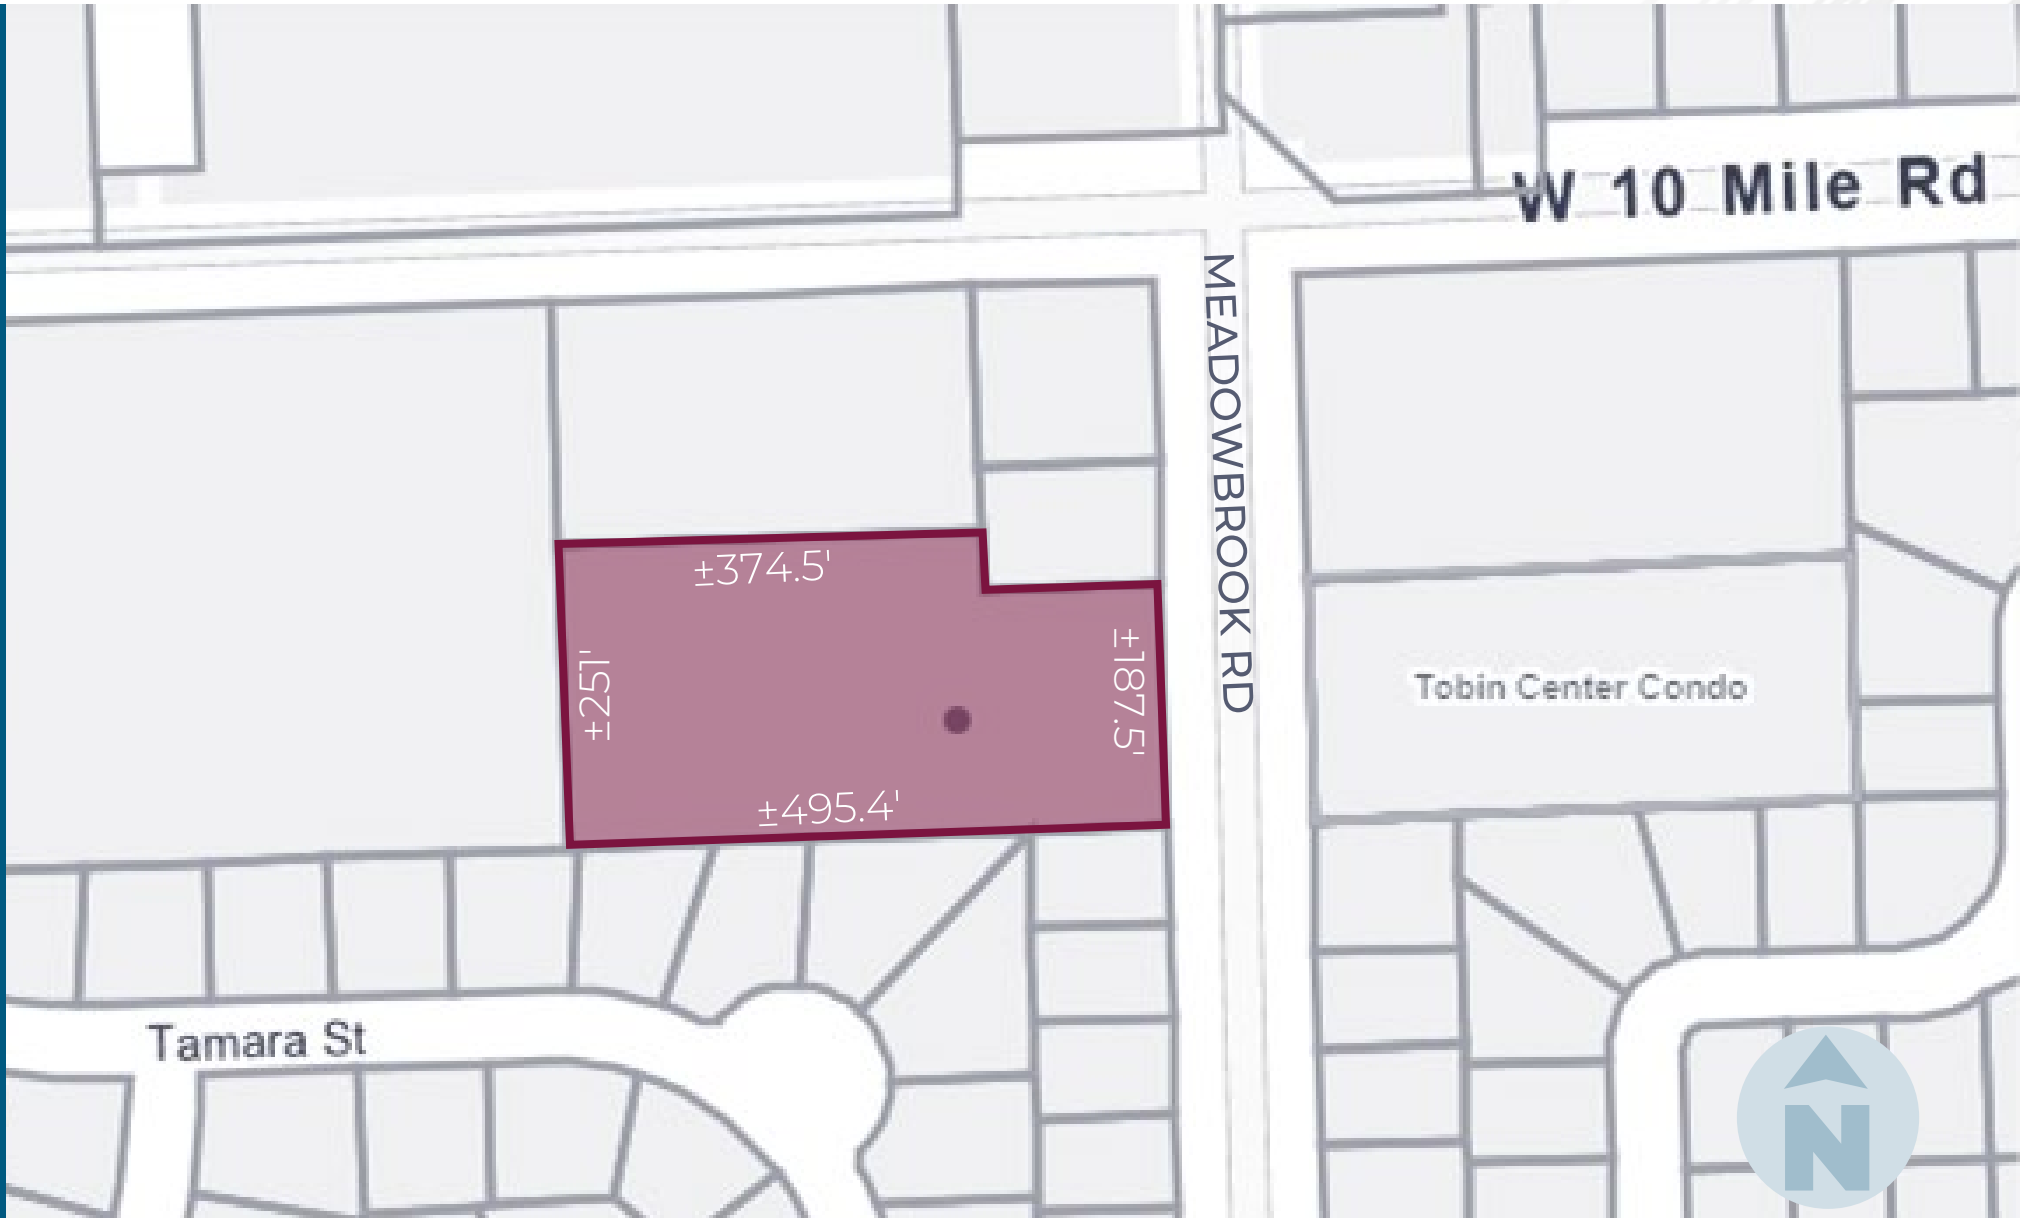 W 10 Mile Rd
MEADOWBROOK RD
±374.5'
±251'
±187.5'
±495.4'
Tobin Center Condo
Tamara St
N